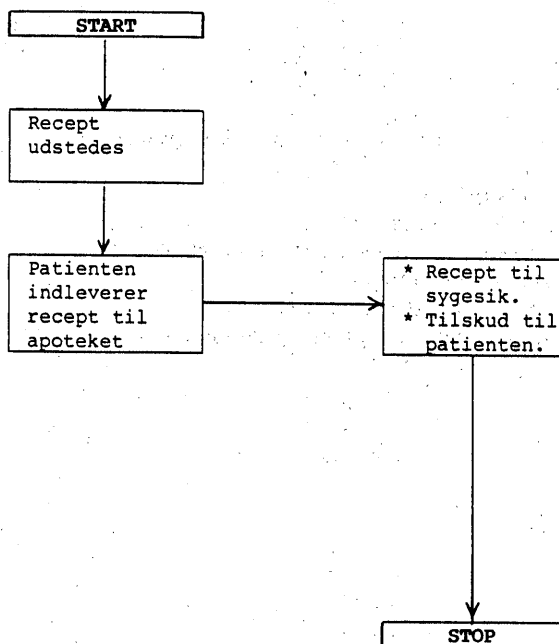 START
Recept
udstedes
Patienten
indleverer
recept til
apoteket
* Recept til
sygesik.
* Tilskud til
patienten.
STOP